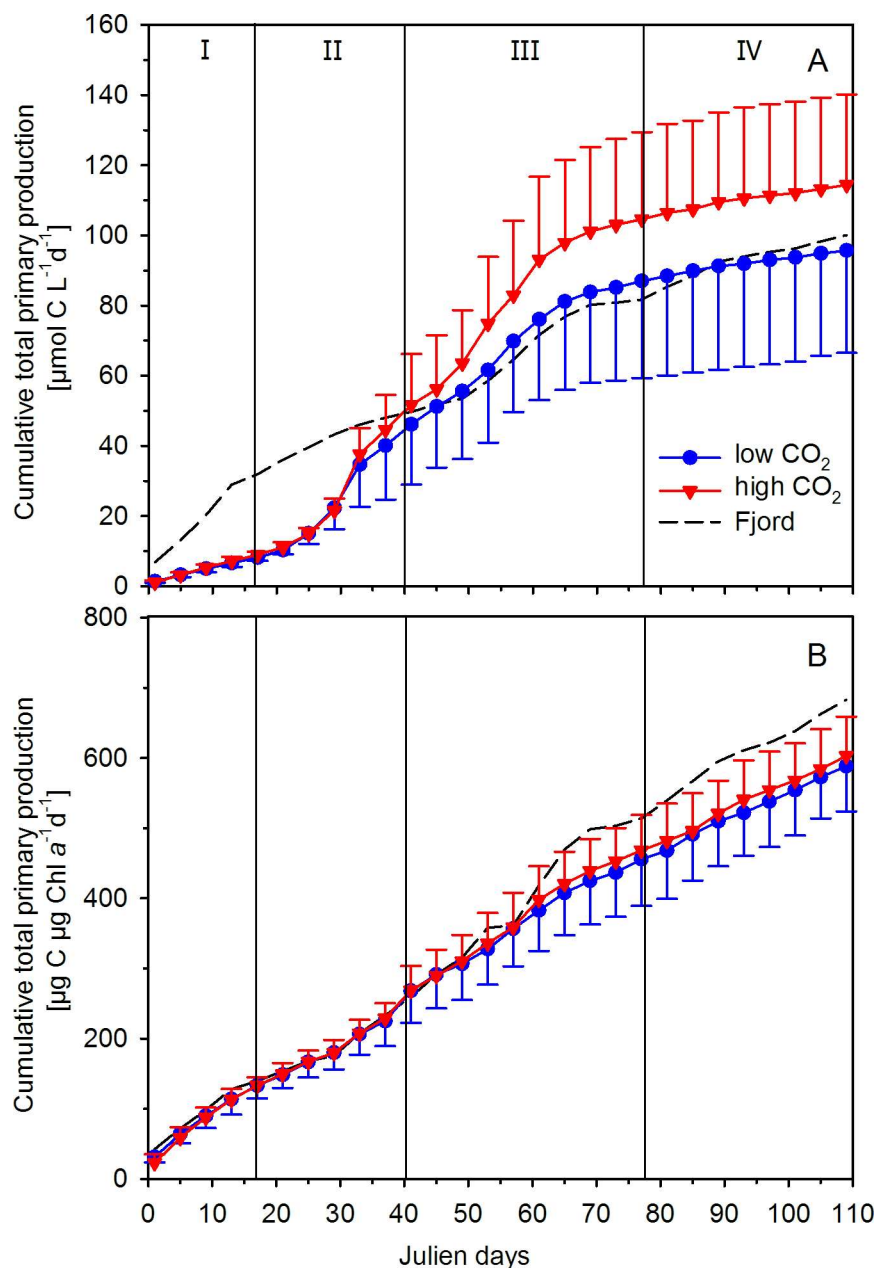 I II III IV A
160
140
120
100
80
60
40
20
0
Cumulative total primary production
[µmol C L⁻¹d⁻¹]
low CO₂
high CO₂
Fjord
B
800
600
400
200
0
Cumulative total primary production
[µg C µg Chl a⁻¹d⁻¹]
0 10 20 30 40 50 60 70 80 90 100 110
Julien days